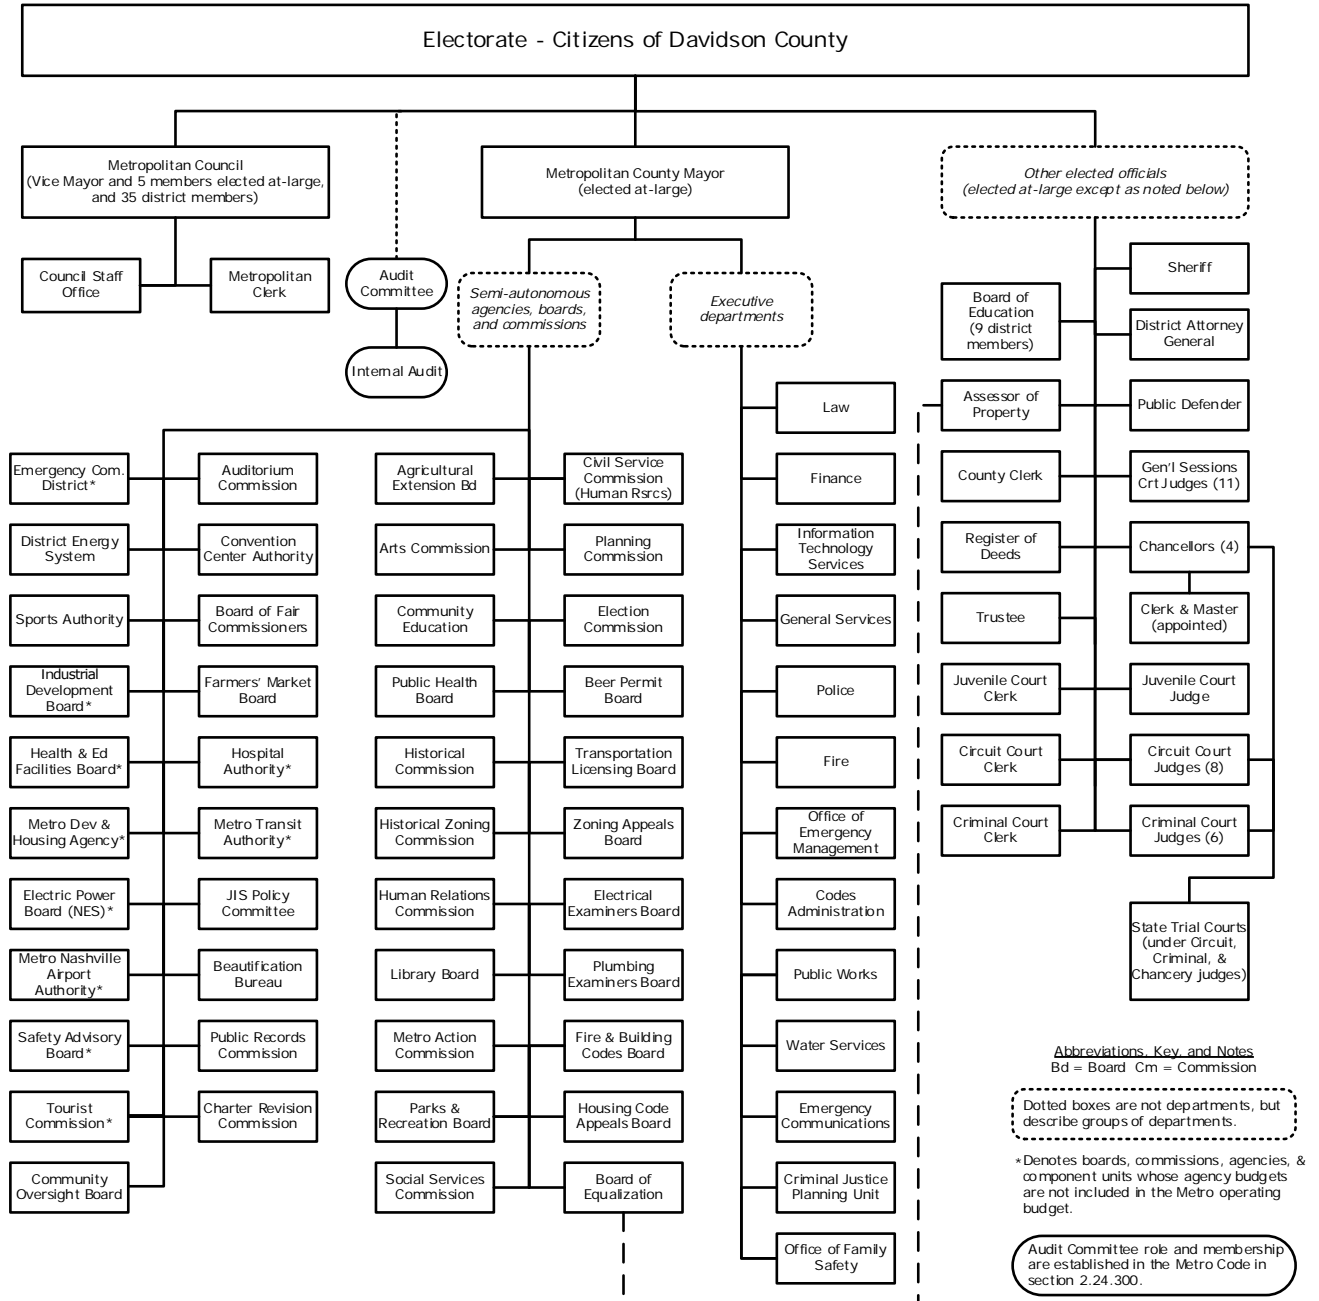 Electorate - Citizens of Davidson County
Metropolitan Council
(Vice Mayor and 5 members elected at-large,
and 35 district members)
Metropolitan County Mayor
(elected at-large)
Other elected officials
(elected at-large except as noted below)
Council Staff
Office
Metropolitan
Clerk
Audit
Committee
Internal Audit
Semi-autonomous
agencies, boards,
and commissions
Executive
departments
Emergency Com.
District*
District Energy
System
Sports Authority
Industrial
Development
Board*
Health & Ed
Facilities Board*
Metro Dev &
Housing Agency*
Electric Power
Board (NES)*
Metro Nashville
Airport
Authority*
Safety Advisory
Board*
Tourist
Commission*
Community
Oversight Board
Auditorium
Commission
Convention
Center Authority
Board of Fair
Commissioners
Farmers' Market
Board
Hospital
Authority*
Metro Transit
Authority*
JIS Policy
Committee
Beautification
Bureau
Public Records
Commission
Charter Revision
Commission
Agricultural
Extension Bd
Arts Commission
Community
Education
Public Health
Board
Historical
Commission
Historical Zoning
Commission
Human Relations
Commission
Library Board
Metro Action
Commission
Parks &
Recreation Board
Social Services
Commission
Civil Service
Commission
(Human Rsrcs)
Planning
Commission
Election
Commission
Beer Permit
Board
Transportation
Licensing Board
Zoning Appeals
Board
Electrical
Examiners Board
Plumbing
Examiners Board
Fire & Building
Codes Board
Housing Code
Appeals Board
Board of
Equalization
Law
Finance
Information
Technology
Services
General Services
Police
Fire
Office of
Emergency
Management
Codes
Administration
Public Works
Water Services
Emergency
Communications
Criminal Justice
Planning Unit
Office of Family
Safety
Board of
Education
(9 district
members)
Assessor of
Property
County Clerk
Register of
Deeds
Trustee
Juvenile Court
Clerk
Circuit Court
Clerk
Criminal Court
Clerk
Sheriff
District Attorney
General
Public Defender
Gen'l Sessions
Crt Judges (11)
Chancellors (4)
Clerk & Master
(appointed)
Juvenile Court
Judge
Circuit Court
Judges (8)
Criminal Court
Judges (6)
State Trial Courts
(under Circuit,
Criminal, &
Chancery judges)
Abbreviations, Key, and Notes
Bd = Board Cm = Commission
Dotted boxes are not departments, but
describe groups of departments.
*Denotes boards, commissions, agencies, &
component units whose agency budgets
are not included in the Metro operating
budget.
Audit Committee role and membership
are established in the Metro Code in
section 2.24.300.